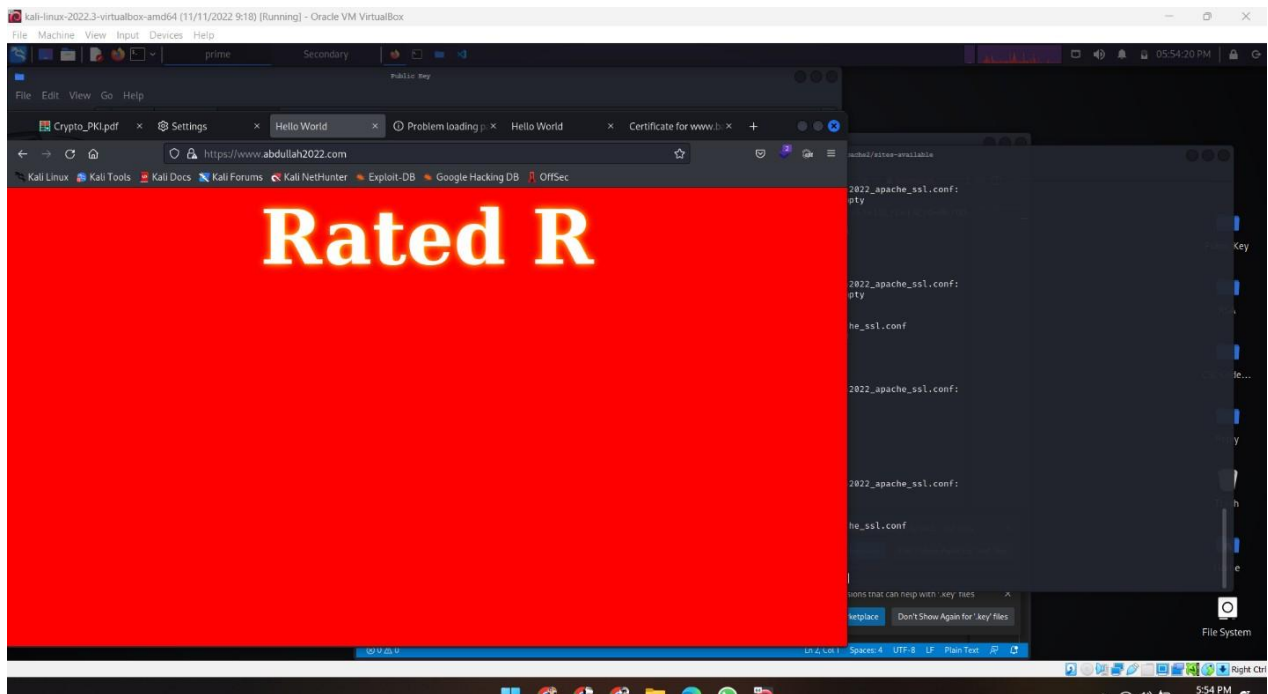 kali-linux-2022.3-virtualbox-amd64 (11/11/2022 9:18) [Running] - Oracle VM VirtualBox
File Machine View Input Devices Help
prime Secondary 05:54:20 PM
Public Key
File Edit View Go Help
Crypto_PKI.pdf Settings Hello World Problem loading p Hello World Certificate for www.b
https://www.abdullah2022.com
Kali Linux Kali Tools Kali Docs Kali Forums Kali NetHunter Exploit-DB Google Hacking DB OffSec
Rated R
2022_apache_ssl.conf:
pty
Key
2022_apache_ssl.conf:
pty
he_ssl.conf
2022_apache_ssl.conf:
2022_apache_ssl.conf:
he_ssl.conf
sions that can help with '.key' files
ketplace Don't Show Again for '.key' files
File System
Ln 2, Col 1 Spaces: 4 UTF-8 LF Plain Text
Right Ctrl
5:54 PM